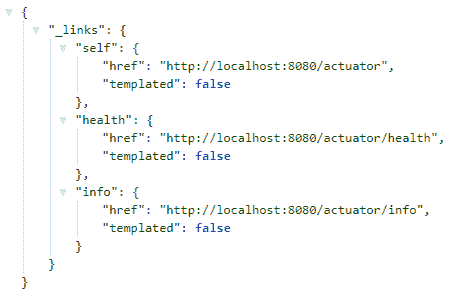 {
"_links": {
"self": {
"href": "http://localhost:8080/actuator",
"templated": false
},
"health": {
"href": "http://localhost:8080/actuator/health",
"templated": false
},
"info": {
"href": "http://localhost:8080/actuator/info",
"templated": false
}
}
}